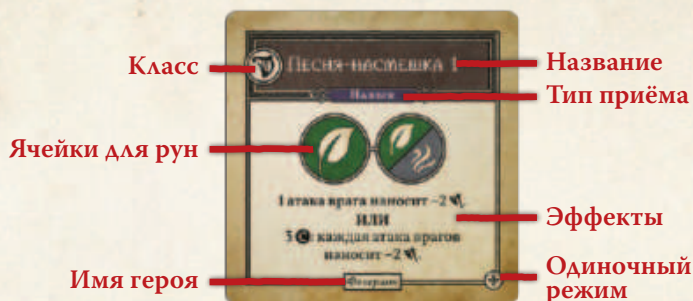 Класс
Ячейки для рун
Имя героя
Песня-насмешка I
1 атака врага наносит –2
ИЛИ
3 C: каждая атака врагов
наносит –2
Название
Тип приёма
Эффекты
Одиночный
режим